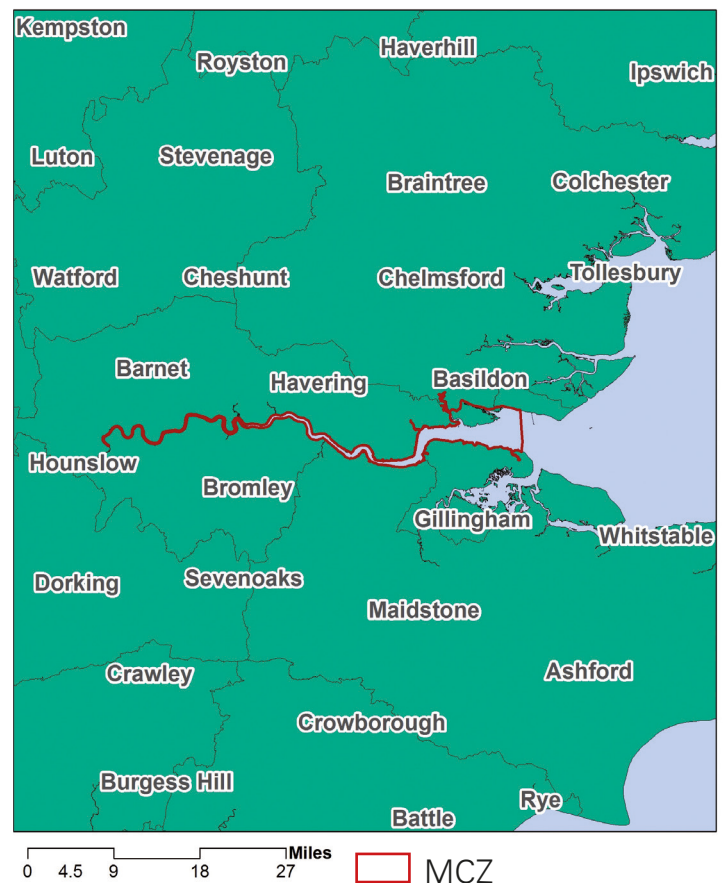 Kempston
Royston
Haverhill
Ipswich
Luton
Stevenage
Braintree
Colchester
Watford
Cheshunt
Chelmsford
Tollesbury
Barnet
Havering
Basildon
Hounslow
Bromley
Gillingham
Whitstable
Dorking
Sevenoaks
Maidstone
Crawley
Ashford
Crowborough
Burgess Hill
Rye
Battle
Miles
0 4.5 9 18 27
MCZ